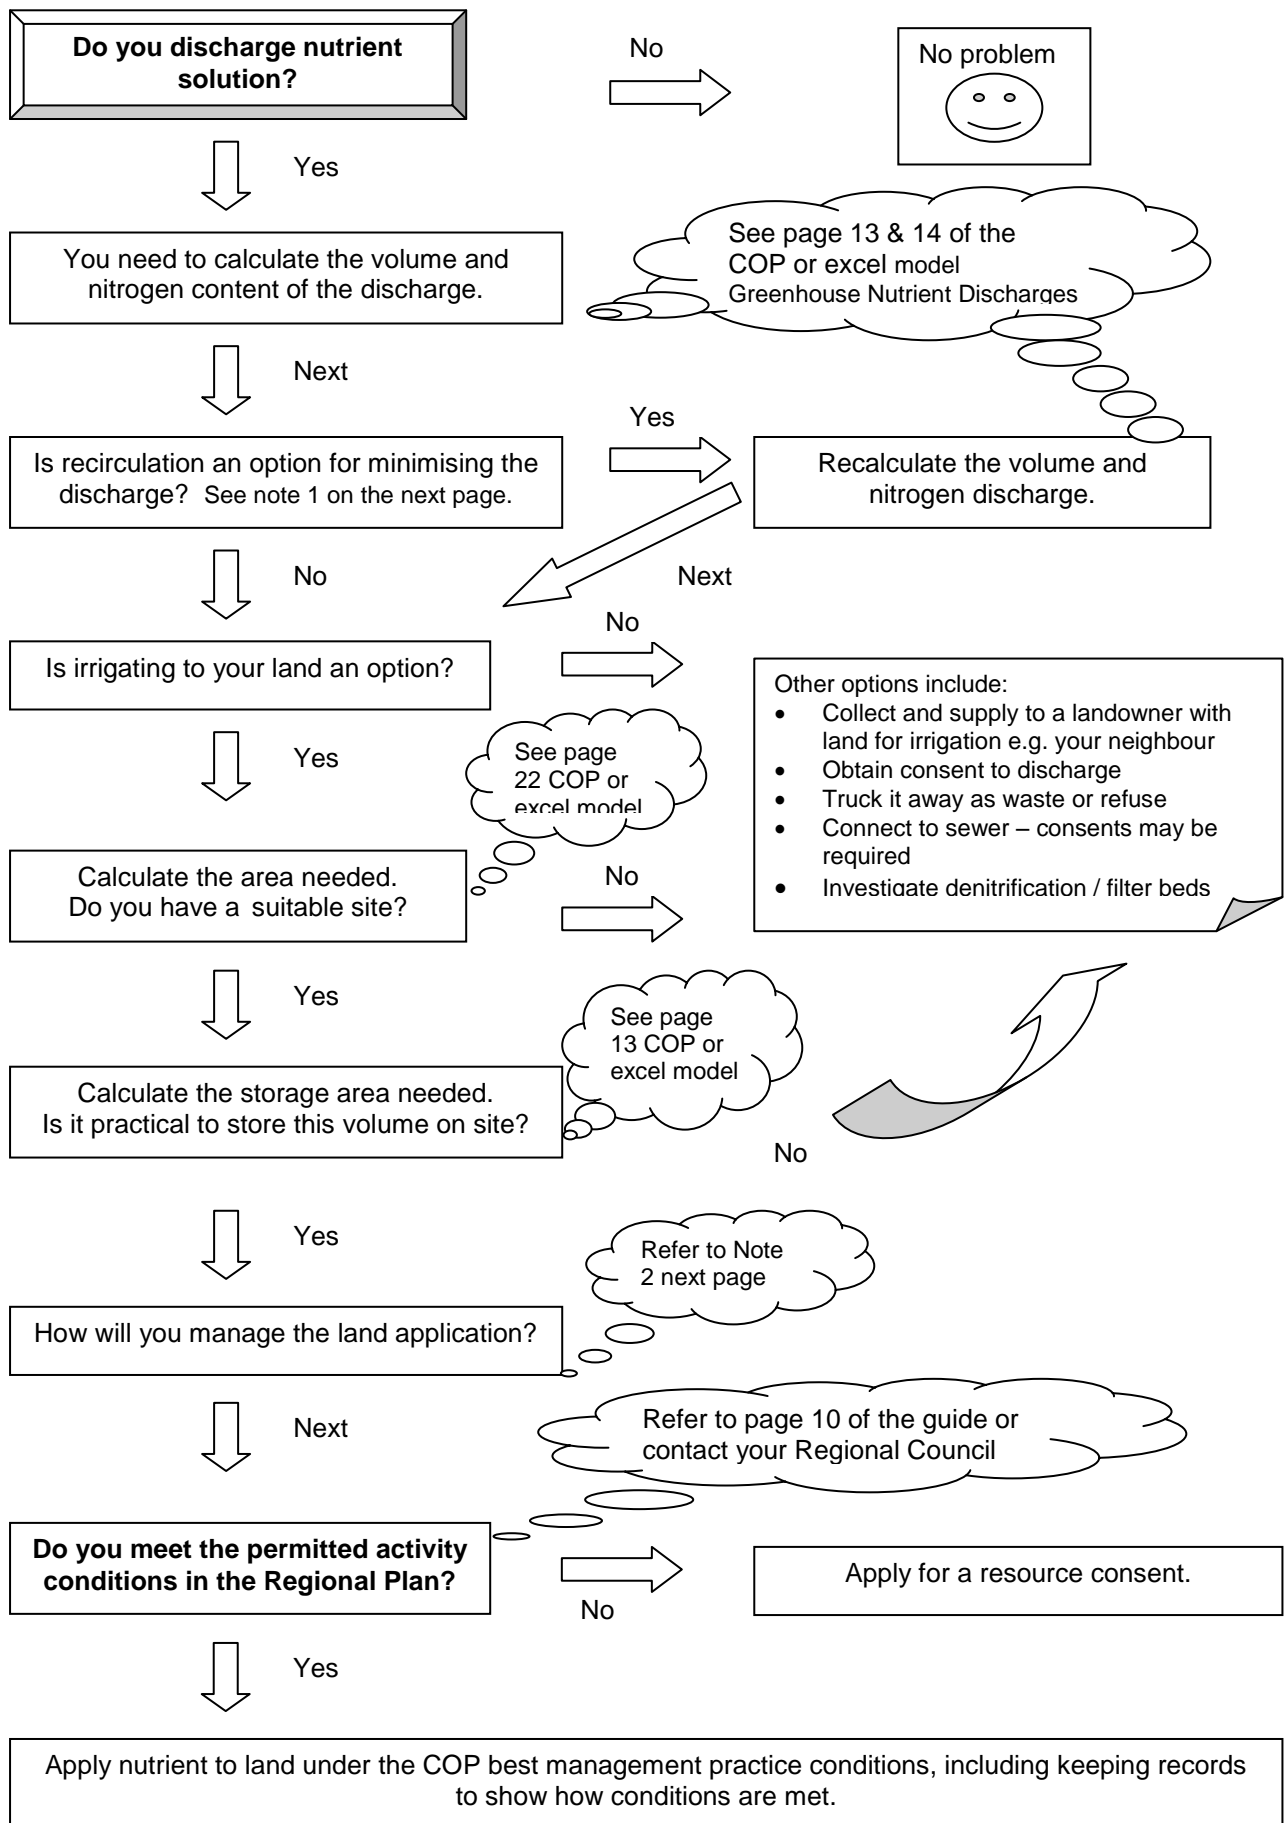 Do you discharge nutrient
solution?
No
No problem
Yes
You need to calculate the volume and
nitrogen content of the discharge.
See page 13 & 14 of the
COP or excel model
Greenhouse Nutrient Discharges
Next
Is recirculation an option for minimising the
discharge? See note 1 on the next page.
Yes
Recalculate the volume and
nitrogen discharge.
No
Next
Is irrigating to your land an option?
No
Other options include:
• Collect and supply to a landowner with
land for irrigation e.g. your neighbour
• Obtain consent to discharge
• Truck it away as waste or refuse
• Connect to sewer – consents may be
required
• Investigate denitrification / filter beds
Yes
See page
22 COP or
excel model
Calculate the area needed.
Do you have a suitable site?
No
Yes
See page
13 COP or
excel model
Calculate the storage area needed.
Is it practical to store this volume on site?
No
Yes
Refer to Note
2 next page
How will you manage the land application?
Next
Refer to page 10 of the guide or
contact your Regional Council
Do you meet the permitted activity
conditions in the Regional Plan?
No
Apply for a resource consent.
Yes
Apply nutrient to land under the COP best management practice conditions, including keeping records
to show how conditions are met.